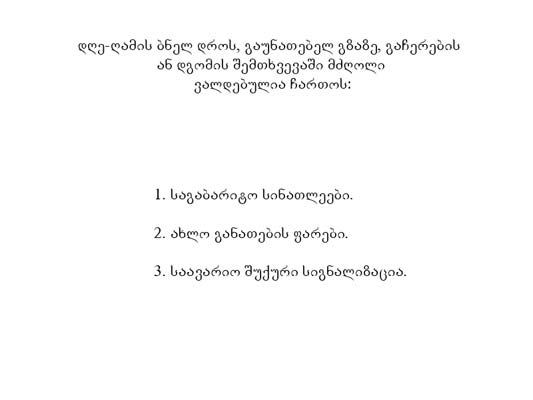 დღე-ღამის ბნელ დროს, გაუნათებელ გზაზე, გაჩერების
ან დგომის შემთხვევაში მძღოლი
ვალდებულია ჩართოს:
1. საგაბარიტო სინათლეები.
2. ახლო განათების ფარები.
3. საავარიო შუქური სიგნალიზაცია.